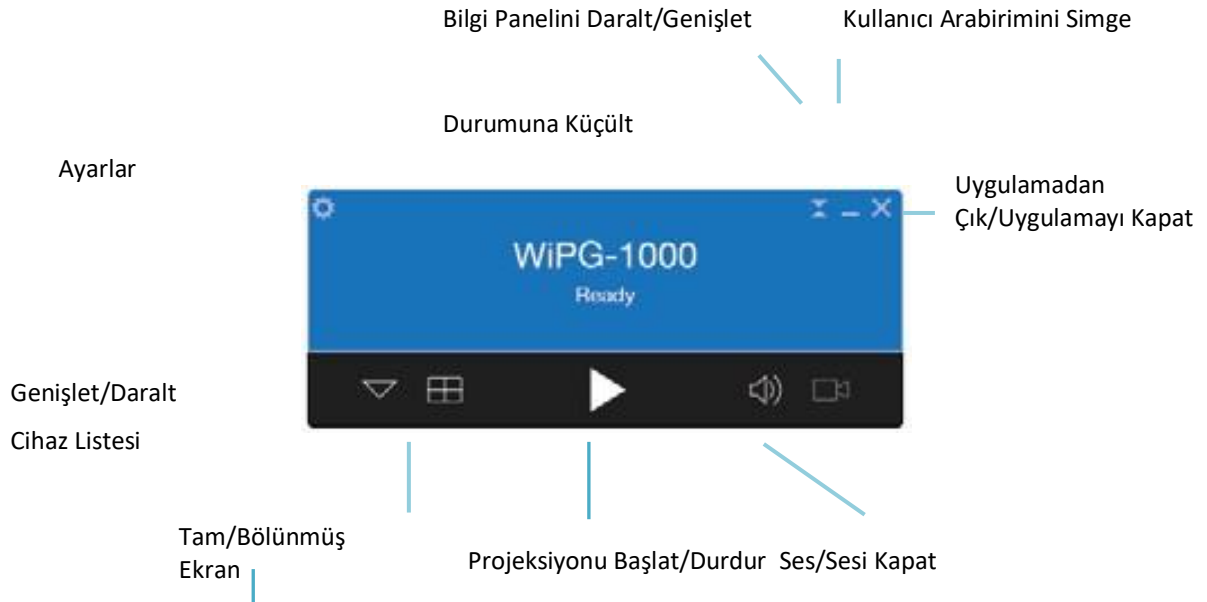 Bilgi Panelini Daralt/Genişlet
Kullanıcı Arabirimini Simge
Durumuna Küçült
Ayarlar
Uygulamadan
Çık/Uygulamayı Kapat
WiPG-1000
Ready
Genişlet/Daralt
Cihaz Listesi
Tam/Bölünmüş
Ekran
Projeksiyonu Başlat/Durdur
Ses/Sesi Kapat